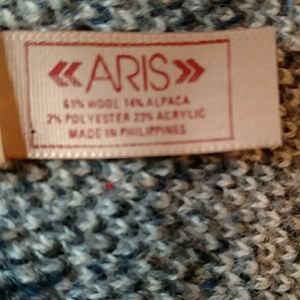 «ARIS»
61% WOOL 14% ALPACA
2% POLYESTER 23% ACRYLIC
MADE IN PHILIPPINES